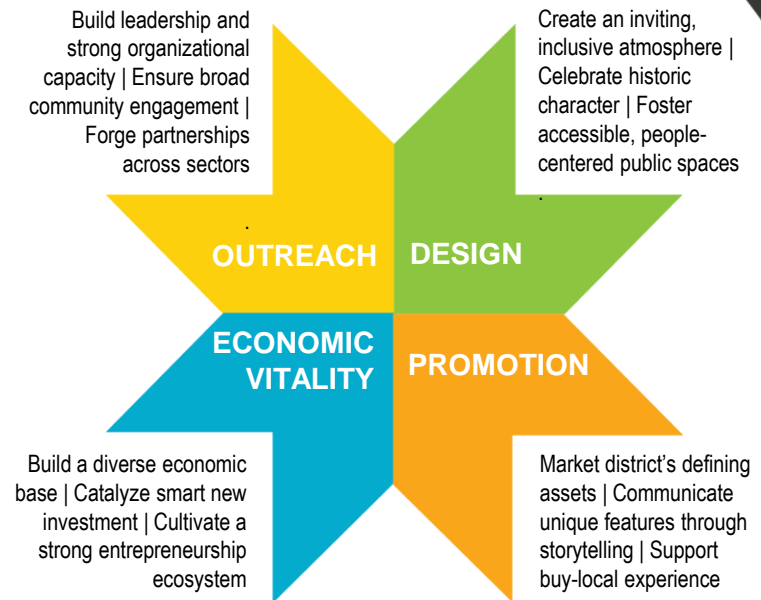 Build leadership and
strong organizational
capacity | Ensure broad
community engagement |
Forge partnerships
across sectors
.
OUTREACH
Create an inviting,
inclusive atmosphere |
Celebrate historic
character | Foster
accessible, people-
centered public spaces
.
DESIGN
ECONOMIC
VITALITY
Build a diverse economic
base | Catalyze smart new
investment | Cultivate a
strong entrepreneurship
ecosystem
PROMOTION
Market district’s defining
assets | Communicate
unique features through
storytelling | Support
buy-local experience